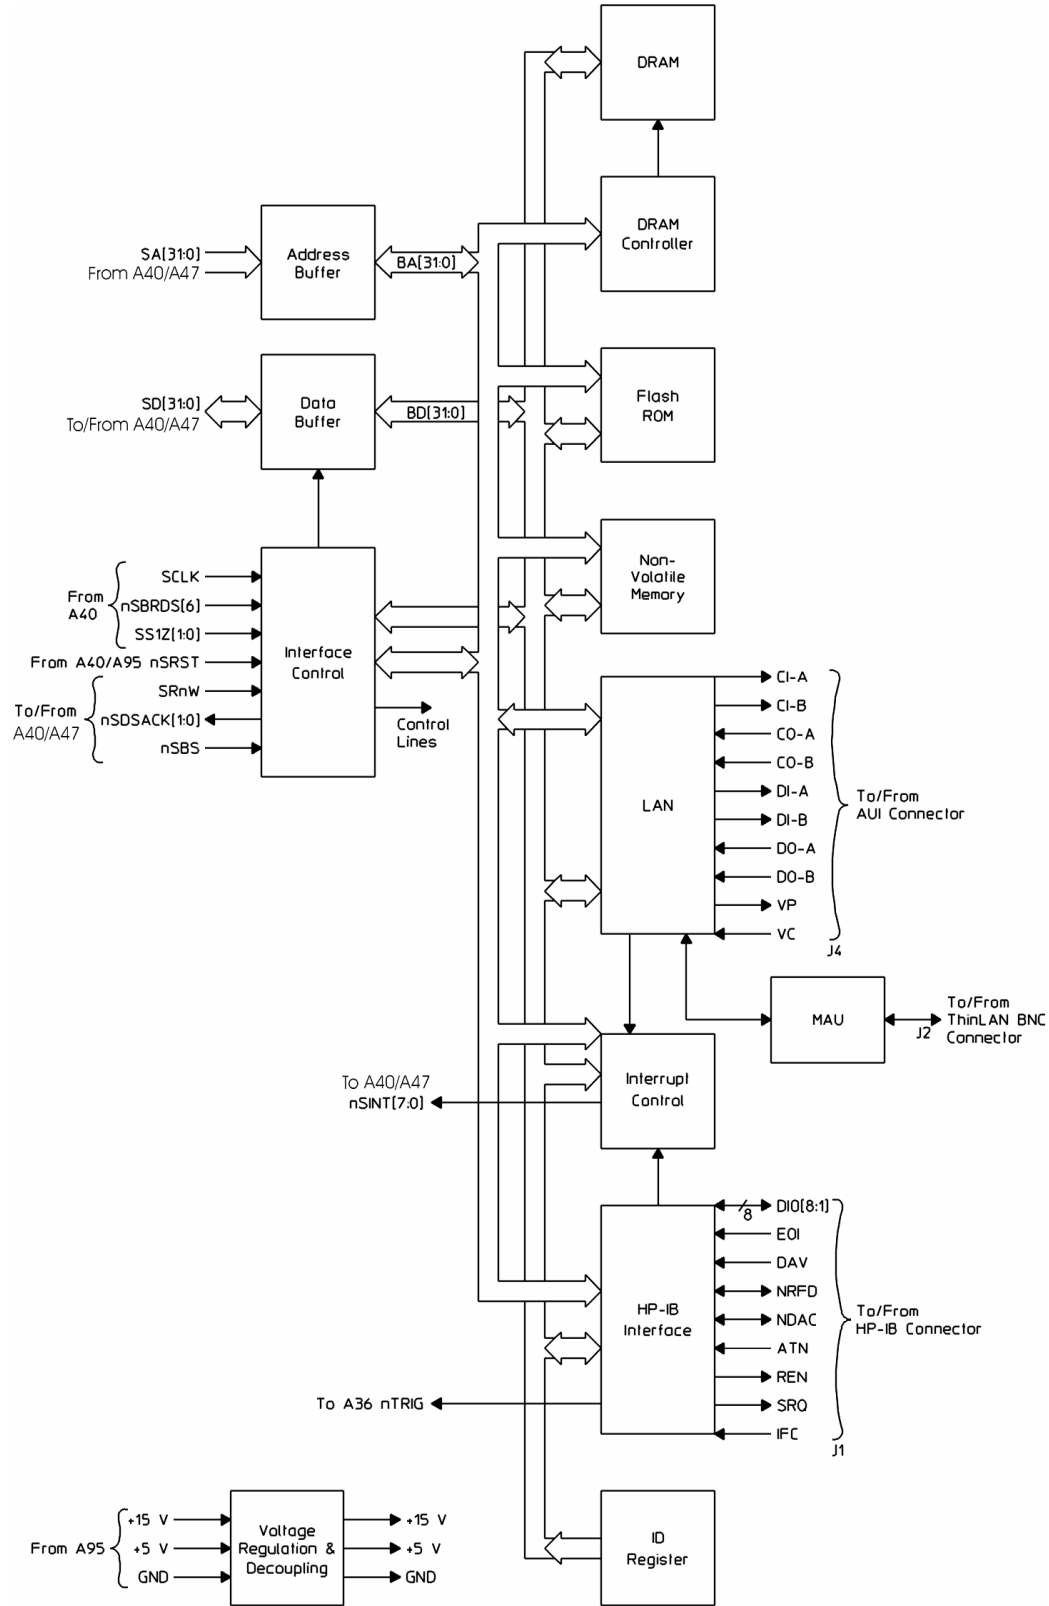 DRAM
DRAM
Controller
SA[31:0]
From A40/A47
Address
Buffer
BA[31:0]
Flash
ROM
SD[31:0]
To/From A40/A47
Data
Buffer
BD[31:0]
Non-
Volatile
Memory
From
A40
SCLK
nSBRDS[6]
SS1Z[1:0]
From A40/A95 nSRST
To/From
A40/A47
SRnW
nSDSACK[1:0]
nSBS
Interface
Control
Control
Lines
LAN
CI-A
CI-B
CO-A
CO-B
DI-A
DI-B
DO-A
DO-B
VP
VC
To/From
AUI Connector
J4
MAU
J2
To/From
ThinLAN BNC
Connector
To A40/A47
nSINT[7:0]
Interrupt
Control
HP-IB
Interface
8
DIO[8:1]
EOI
DAV
NRFD
NDAC
ATN
REN
SRQ
IFC
To/From
HP-IB Connector
J1
To A36 nTRIG
From A95
+15 V
+5 V
GND
Voltage
Regulation &
Decoupling
+15 V
+5 V
GND
ID
Register